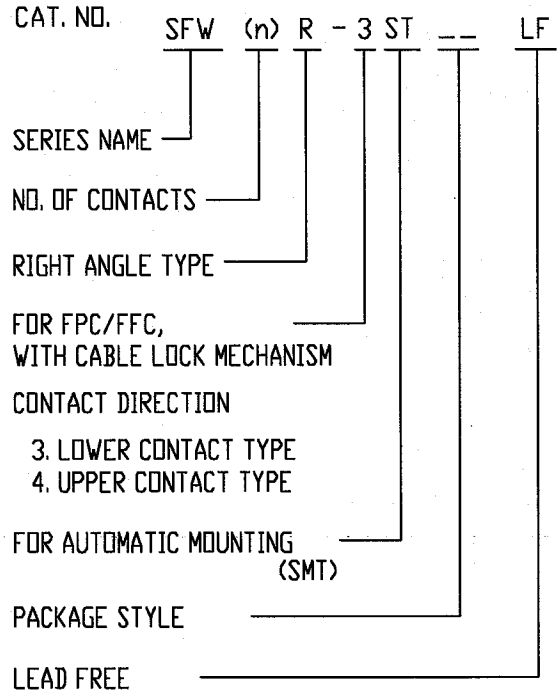 CAT. NO. SFW (n) R - 3 ST __ LF
SERIES NAME
NO. OF CONTACTS
RIGHT ANGLE TYPE
FOR FPC/FFC,
WITH CABLE LOCK MECHANISM
CONTACT DIRECTION
3. LOWER CONTACT TYPE
4. UPPER CONTACT TYPE
FOR AUTOMATIC MOUNTING
(SMT)
PACKAGE STYLE
LEAD FREE